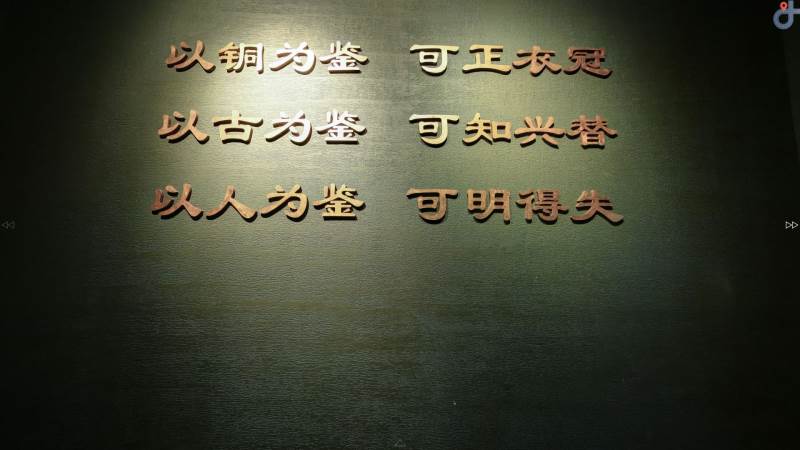 以铜为鉴 可正衣冠
以古为鉴 可知兴替
以人为鉴 可明得失